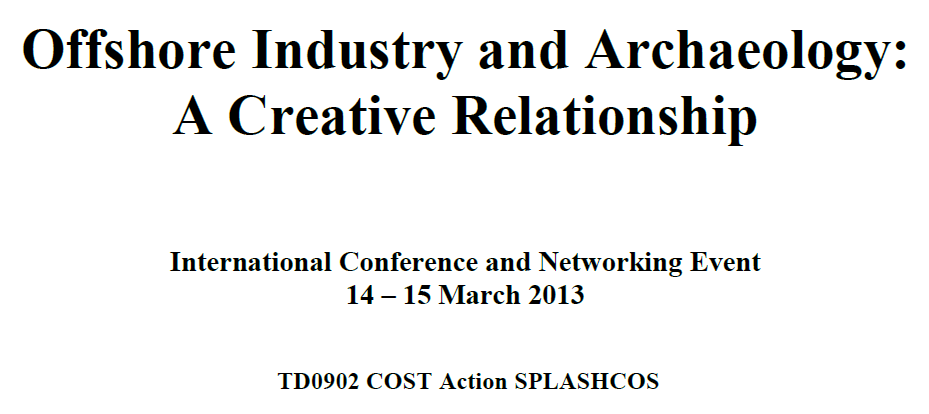 Offshore Industry and Archaeology:
A Creative Relationship
International Conference and Networking Event
14 – 15 March 2013
TD0902 COST Action SPLASHCOS